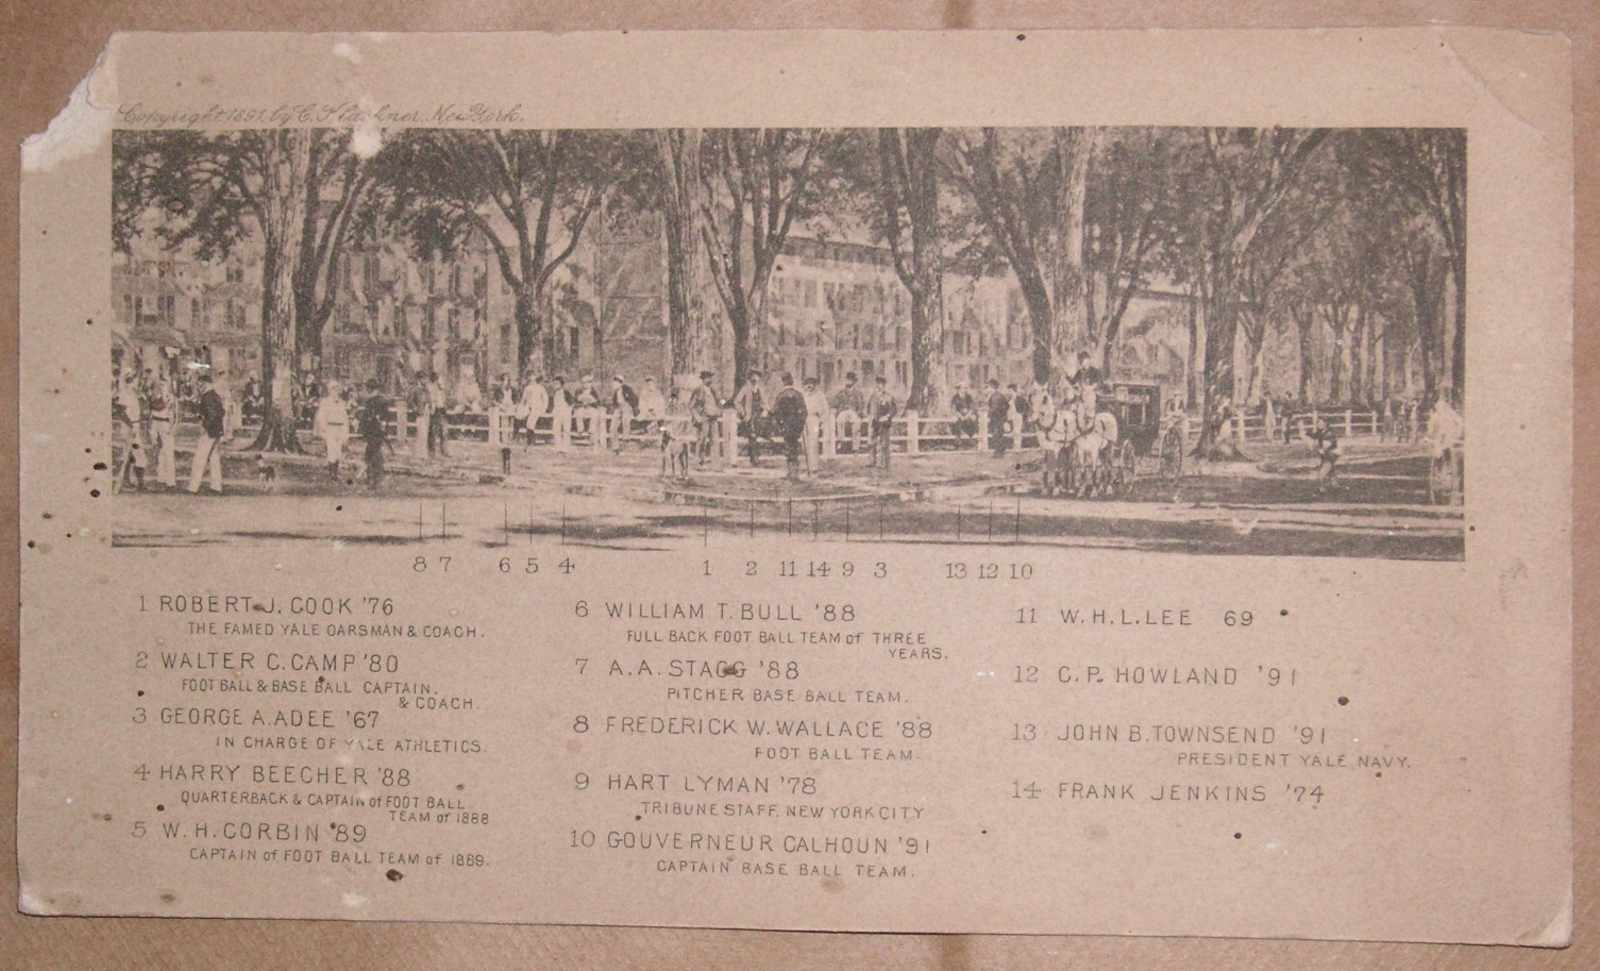 Copyright 1891, by C. Klackner. New York.
8 7 6 5 4 1 2 11 14 9 3 13 12 10
1 ROBERT J. COOK '76
THE FAMED YALE OARSMAN & COACH.
2 WALTER C. CAMP '80
FOOT BALL & BASE BALL CAPTAIN.
& COACH.
3 GEORGE A. ADEE '67
IN CHARGE OF YALE ATHLETICS.
4 HARRY BEECHER '88
QUARTERBACK & CAPTAIN of FOOT BALL
TEAM of 1888
5 W. H. CORBIN '89
CAPTAIN of FOOT BALL TEAM of 1889.
6 WILLIAM T. BULL '88
FULL BACK FOOT BALL TEAM of THREE
YEARS.
7 A. A. STAGG '88
PITCHER BASE BALL TEAM.
8 FREDERICK W. WALLACE '88
FOOT BALL TEAM.
9 HART LYMAN '78
TRIBUNE STAFF, NEW YORK CITY
10 GOUVERNEUR CALHOUN '91
CAPTAIN BASE BALL TEAM.
11 W. H. L. LEE 69
12 C. P. HOWLAND '91
13 JOHN B. TOWNSEND '91
PRESIDENT YALE NAVY.
14 FRANK JENKINS '74